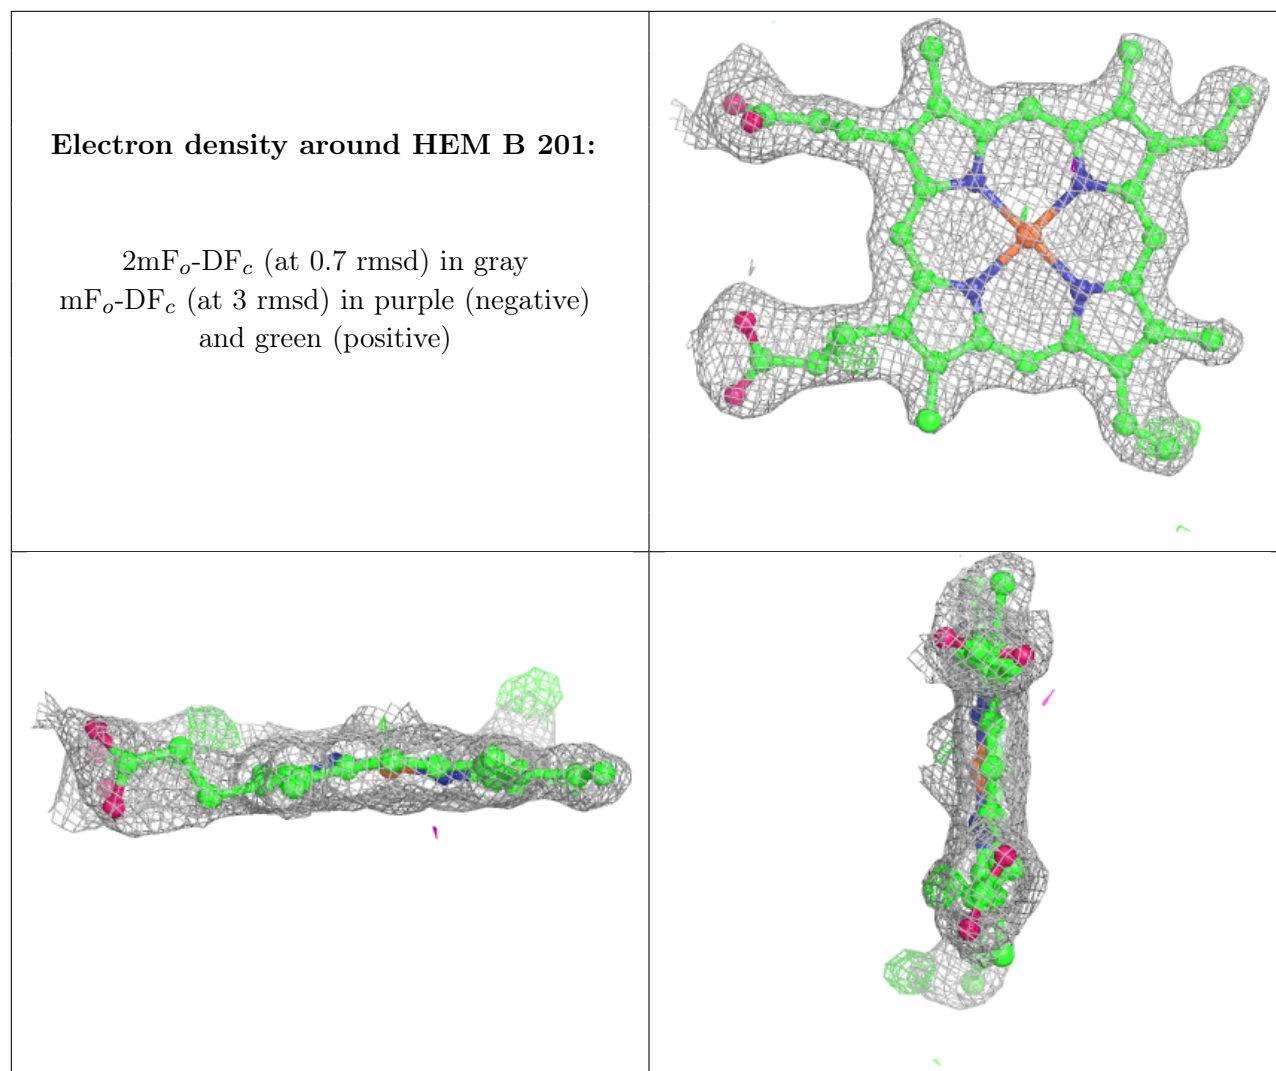 Electron density around HEM B 201:
2mFo-DFc (at 0.7 rmsd) in gray
mFo-DFc (at 3 rmsd) in purple (negative)
and green (positive)